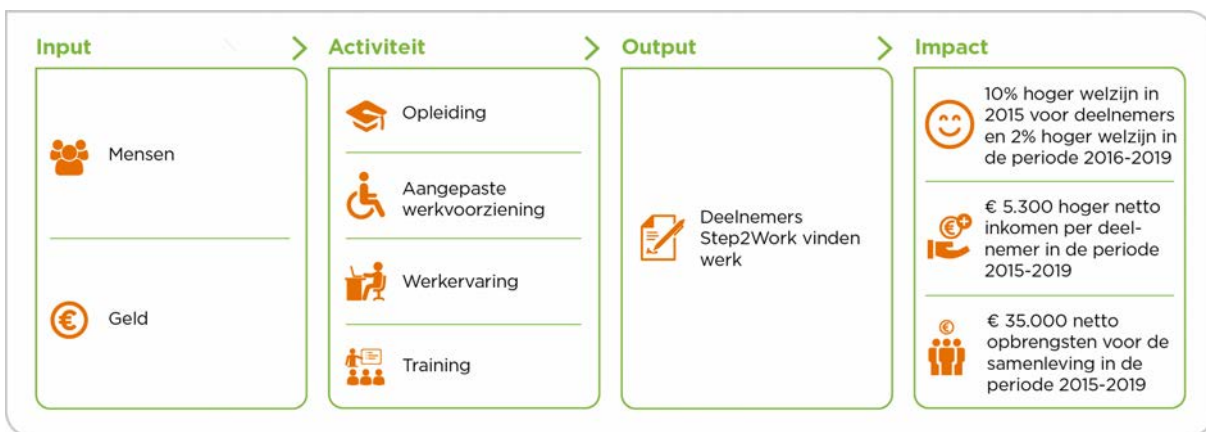 Input
Mensen
Geld
Activiteit
Opleiding
Aangepaste
werkvoorziening
Werkervaring
Training
Output
Deelnemers
Step2Work vinden
werk
Impact
10% hoger welzijn in
2015 voor deelnemers
en 2% hoger welzijn in
de periode 2016-2019
€ 5.300 hoger netto
inkomen per deel-
nemer in de periode
2015-2019
€ 35.000 netto
opbrengsten voor de
samenleving in de
periode 2015-2019